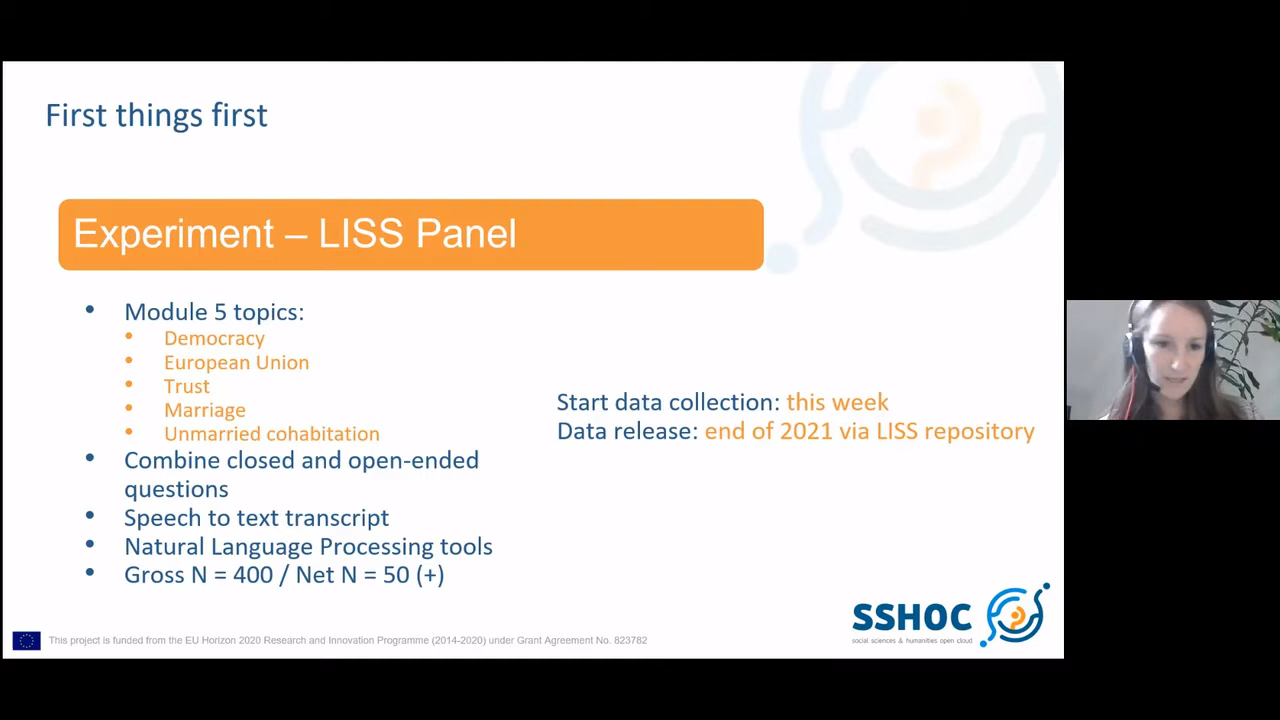 First things first
Experiment – LISS Panel
• Module 5 topics:
• Democracy
• European Union
• Trust
• Marriage
• Unmarried cohabitation
• Combine closed and open-ended
questions
• Speech to text transcript
• Natural Language Processing tools
• Gross N = 400 / Net N = 50 (+)
Start data collection: this week
Data release: end of 2021 via LISS repository
This project is funded from the EU Horizon 2020 Research and Innovation Programme (2014-2020) under Grant Agreement No. 823782
SSHOC
social sciences & humanities open cloud